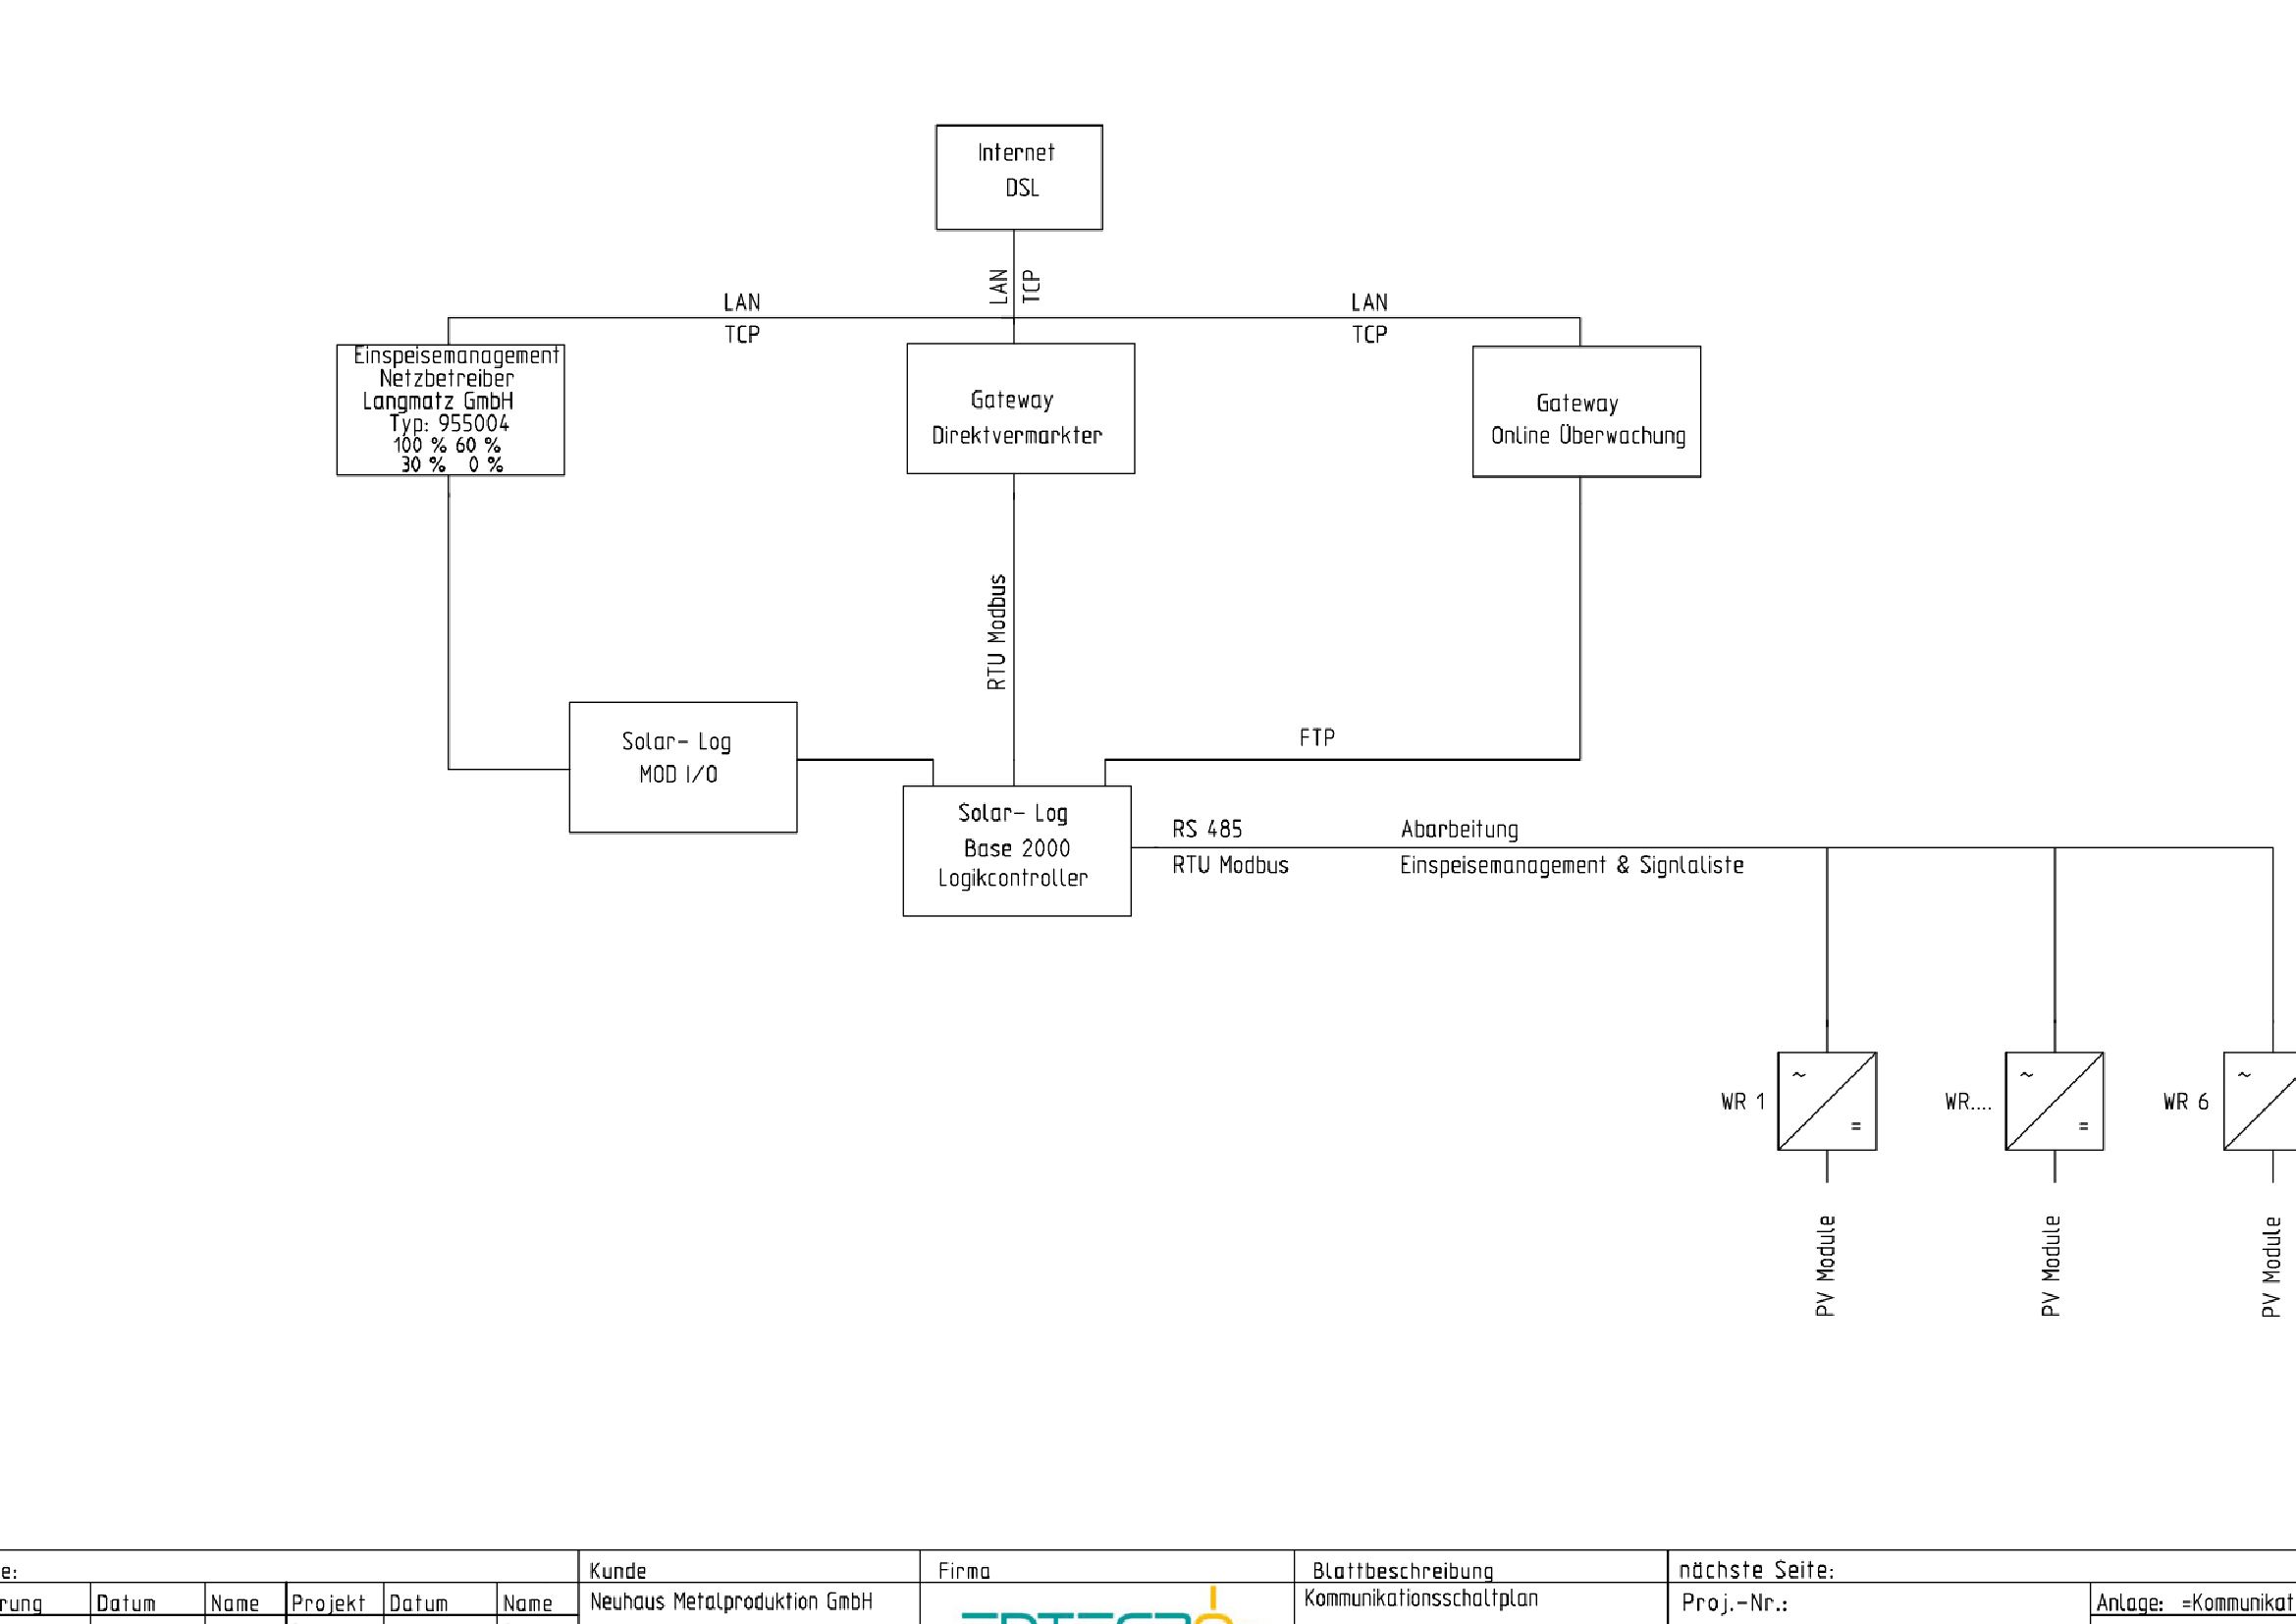 Internet
DSL
LAN
TCP
LAN
TCP
LAN
TCP
Einspeisemanagement
Netzbetreiber
Langmatz GmbH
Typ: 955004
100 % 60 %
30 % 0 %
Gateway
Direktvermarkter
Gateway
Online Überwachung
RTU Modbus
Solar- Log
MOD I/O
FTP
Solar- Log
Base 2000
Logikcontroller
RS 485
RTU Modbus
Abarbeitung
Einspeisemanagement & Signlaliste
WR 1
~
=
WR....
~
=
WR 6
~
PV Module
PV Module
PV Module
e:
Kunde
Firma
Blattbeschreibung
nächste Seite:
rung
Datum
Name
Projekt
Datum
Name
Neuhaus Metalproduktion GmbH
Kommunikationsschaltplan
Proj.-Nr.:
Anlage: =Kommunikat